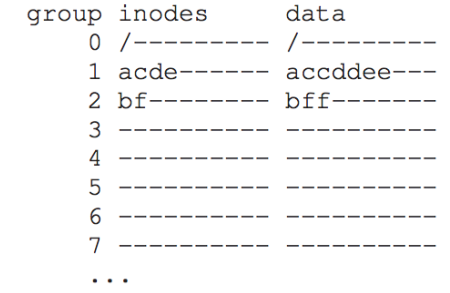 group inodes     data
    0 /--------- /---------
    1 acde------ accddee---
    2 bf-------- bff-------
    3 ---------- ----------
    4 ---------- ----------
    5 ---------- ----------
    6 ---------- ----------
    7 ---------- ----------
    ...